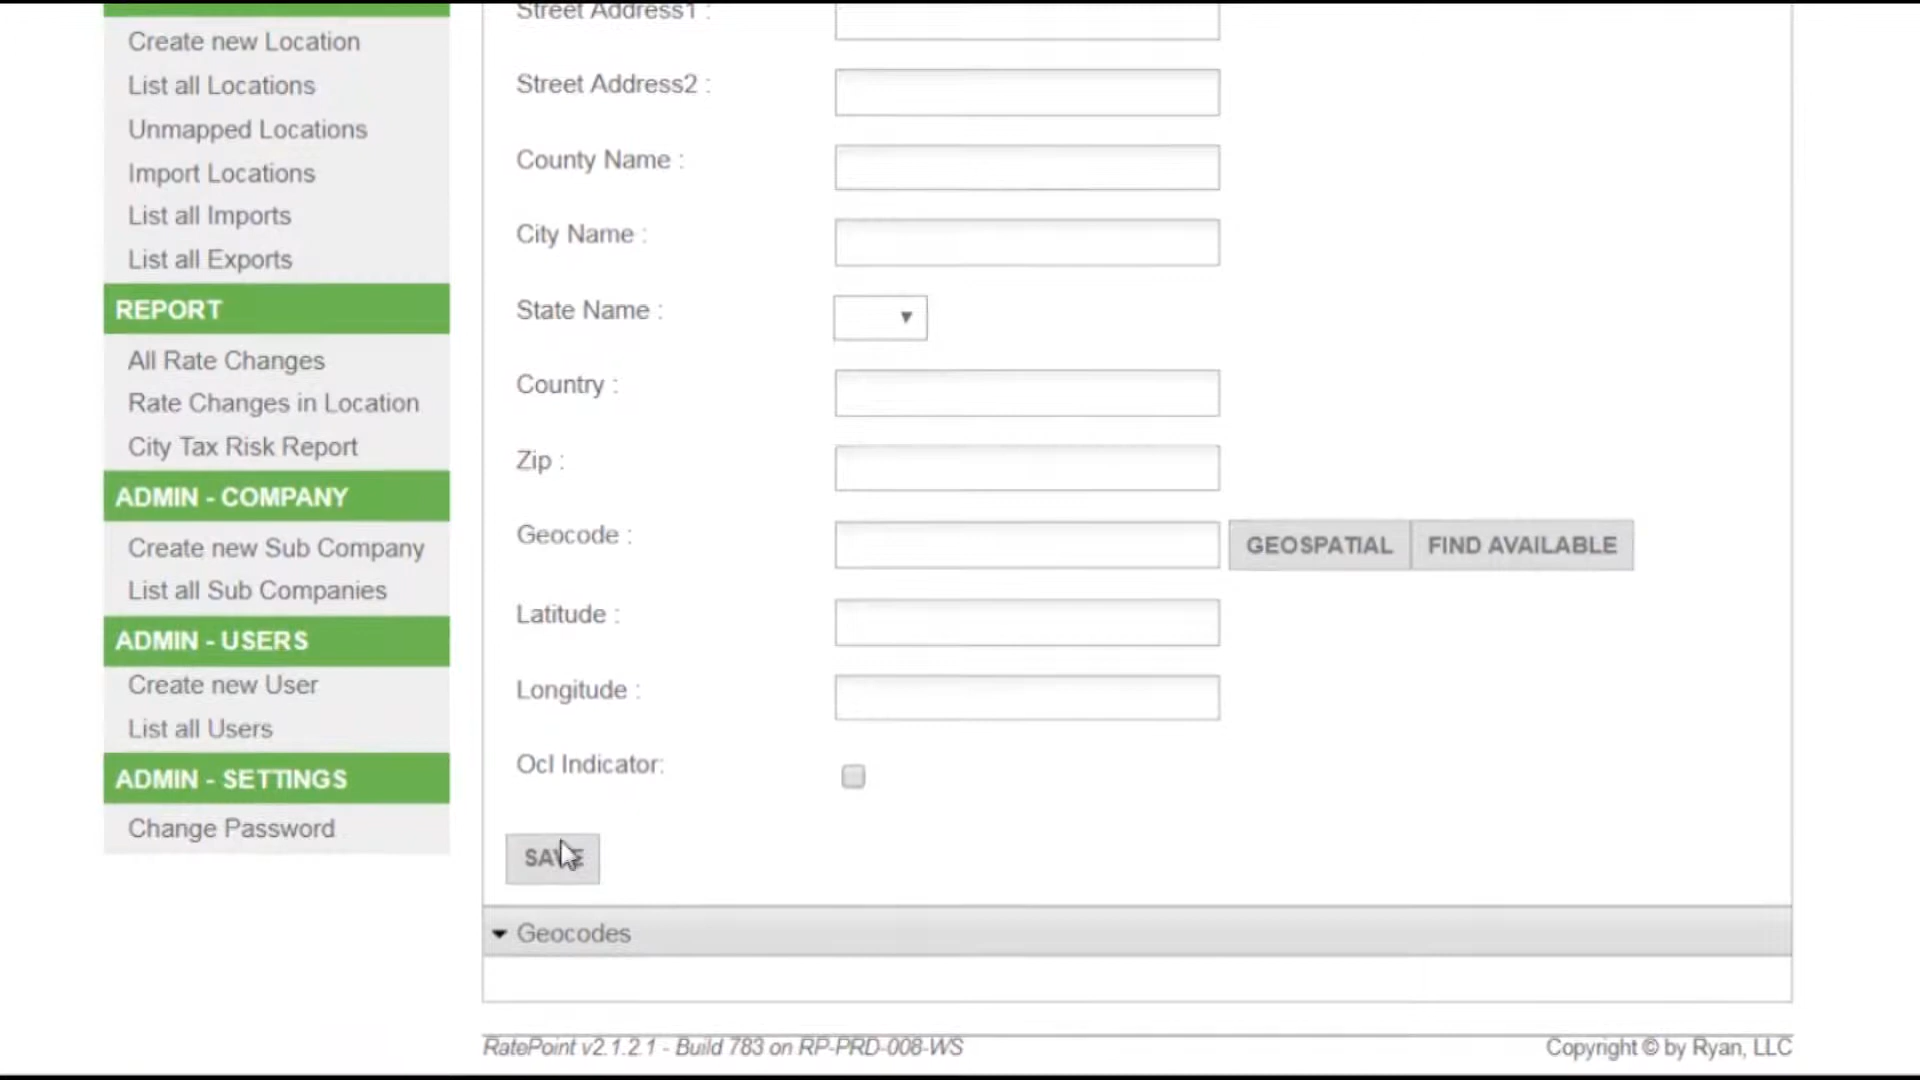 Create new Location
List all Locations
Unmapped Locations
Import Locations
List all Imports
List all Exports
REPORT
All Rate Changes
Rate Changes in Location
City Tax Risk Report
ADMIN - COMPANY
Create new Sub Company
List all Sub Companies
ADMIN - USERS
Create new User
List all Users
ADMIN - SETTINGS
Change Password
Street Address1 :
Street Address2 :
County Name :
City Name :
State Name :
Country :
Zip :
Geocode :
GEOSPATIAL
FIND AVAILABLE
Latitude :
Longitude :
Ocl Indicator:
SAVE
Geocodes
RatePoint v2.1.2.1 - Build 783 on RP-PRD-008-WS
Copyright © by Ryan, LLC